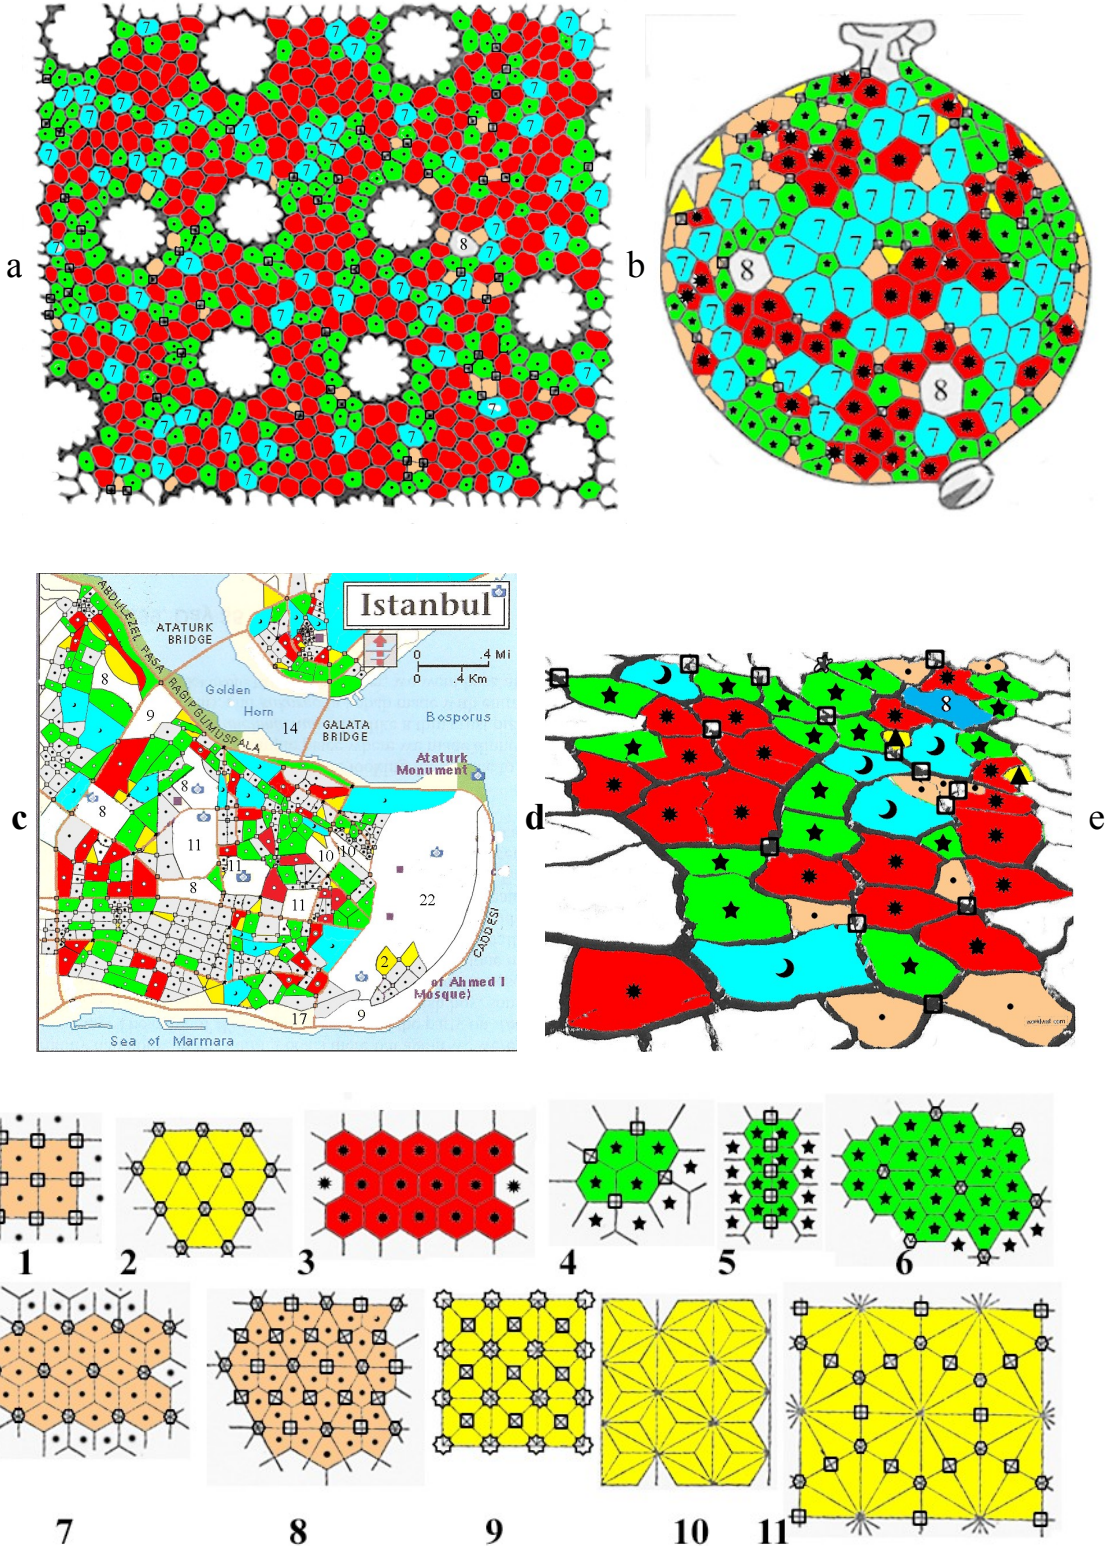 a
b
7
8
8
8
c
Istanbul
ABDULEZEL PASA RAGIPGUMUSPALA
ATATURK
BRIDGE
0 .4 Mi
0 .4 Km
Golden
Horn
14
GALATA
BRIDGE
Bosporus
Ataturk
Monument
8
9
8
8
11
11
10
10
8
11
22
CADDESI
2
of Ahmed I
Mosque)
9
17
Sea of Marmara
d
e
8
1
2
3
4
5
6
7
8
9
10
11